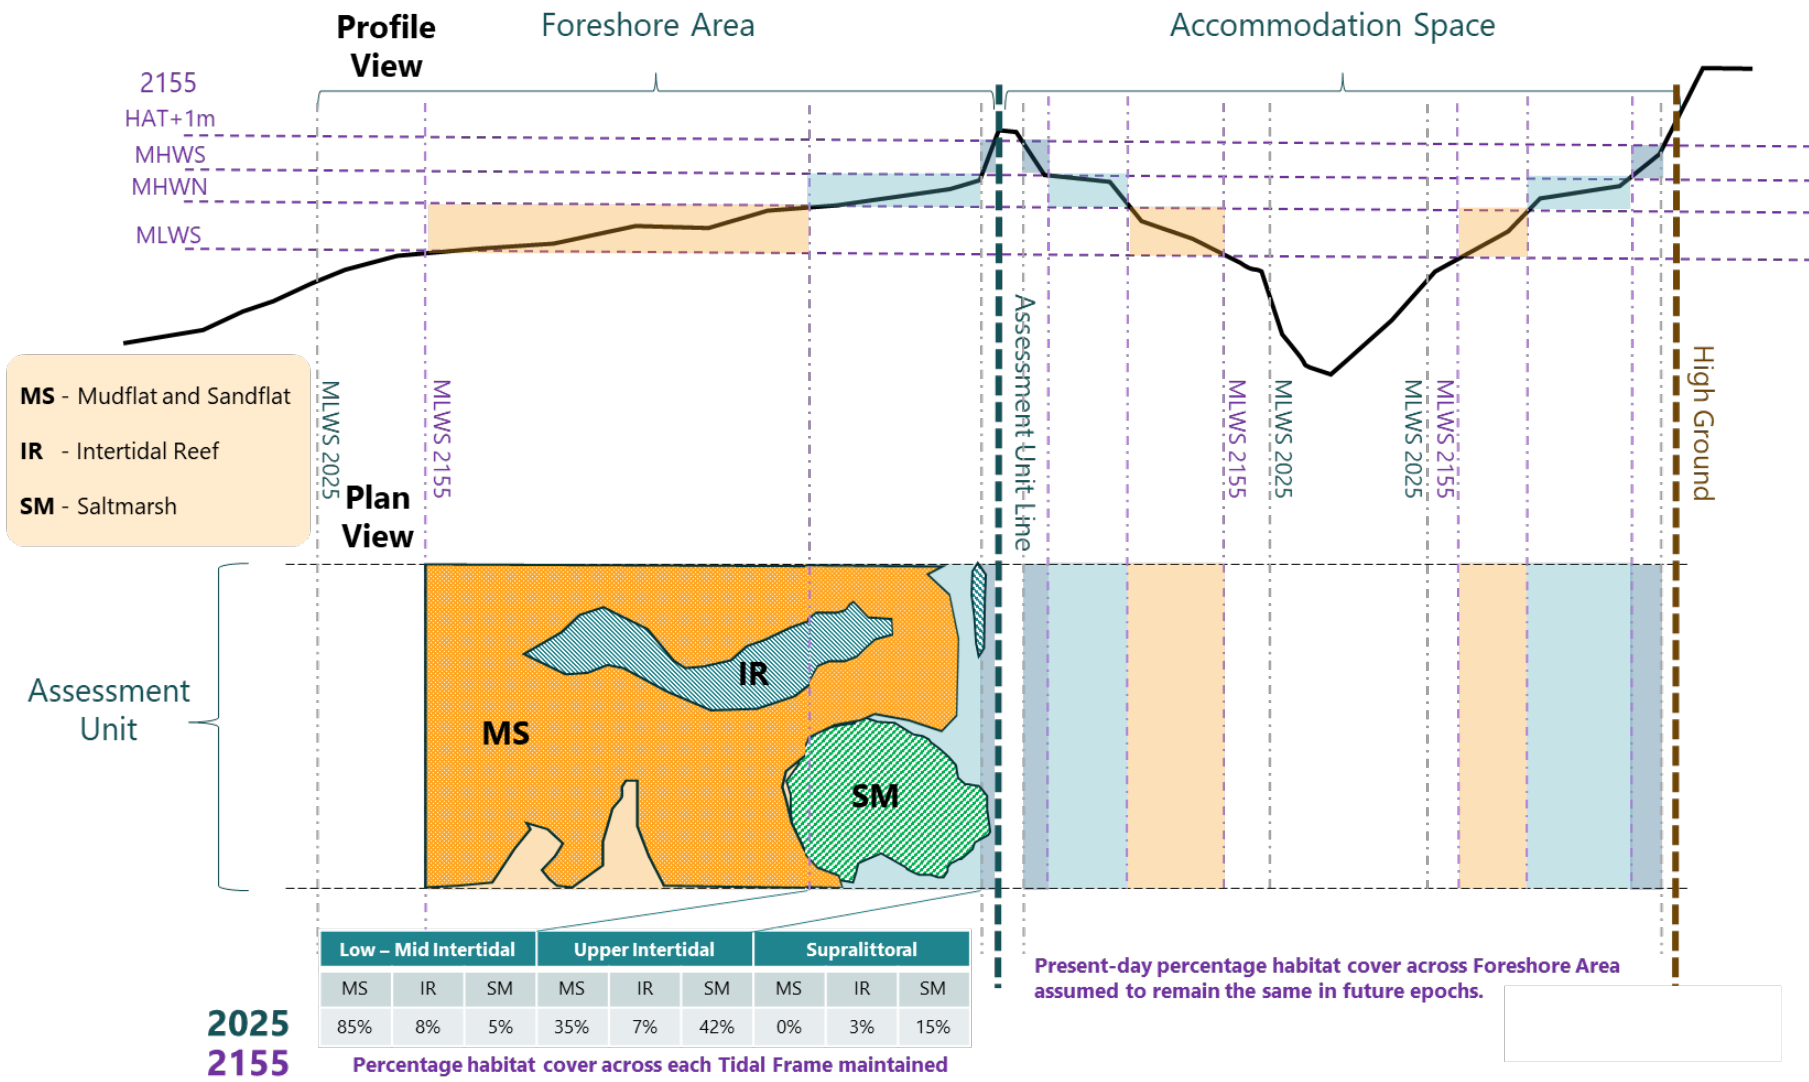 Profile
View
Foreshore Area
Accommodation Space
2155
HAT+1m
MHWS
MHWN
MLWS
MS - Mudflat and Sandflat
IR - Intertidal Reef
SM - Saltmarsh
MLWS 2025
MLWS 2155
Assessment Unit Line
MLWS 2155
MLWS 2025
MLWS 2025
MLWS 2155
High Ground
Plan
View
Assessment
Unit
IR
MS
SM
Low – Mid Intertidal Upper Intertidal Supralittoral
MS IR SM MS IR SM MS IR SM
2025 85% 8% 5% 35% 7% 42% 0% 3% 15%
2155 Percentage habitat cover across each Tidal Frame maintained
Present-day percentage habitat cover across Foreshore Area
assumed to remain the same in future epochs.